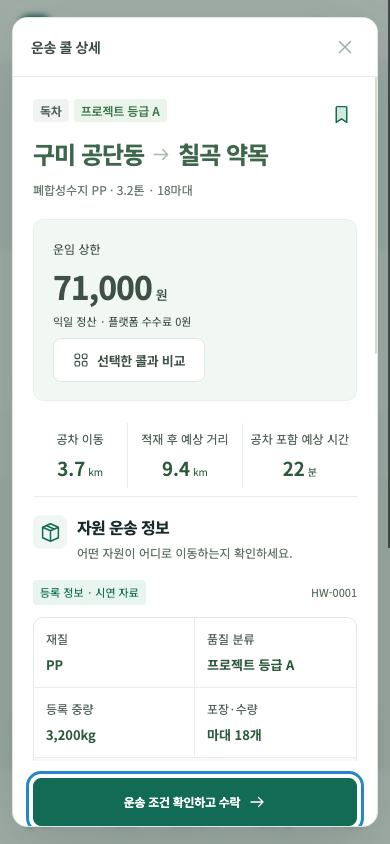 운송 콜 상세
독차 프로젝트 등급 A
구미 공단동 → 칠곡 약목
폐합성수지 PP · 3.2톤 · 18마대
운임 상한
71,000 원
익일 정산 · 플랫폼 수수료 0원
선택한 콜과 비교
공차 이동 적재 후 예상 거리 공차 포함 예상 시간
3.7 km 9.4 km 22 분
자원 운송 정보
어떤 자원이 어디로 이동하는지 확인하세요.
등록 정보 · 시연 자료 HW-0001
재질 품질 분류
PP 프로젝트 등급 A
등록 중량 포장·수량
3,200kg 마대 18개
운송 조건 확인하고 수락 →